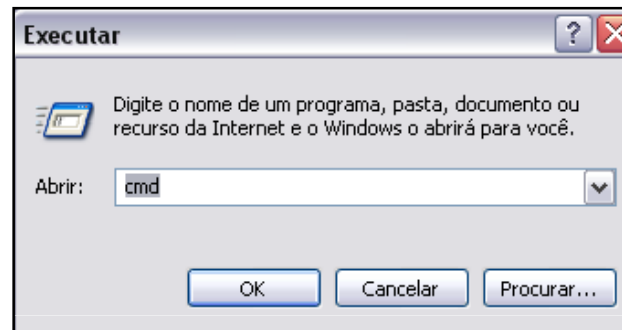 Executar
Digite o nome de um programa, pasta, documento ou
recurso da Internet e o Windows o abrirá para você.
Abrir: cmd
OK Cancelar Procurar...